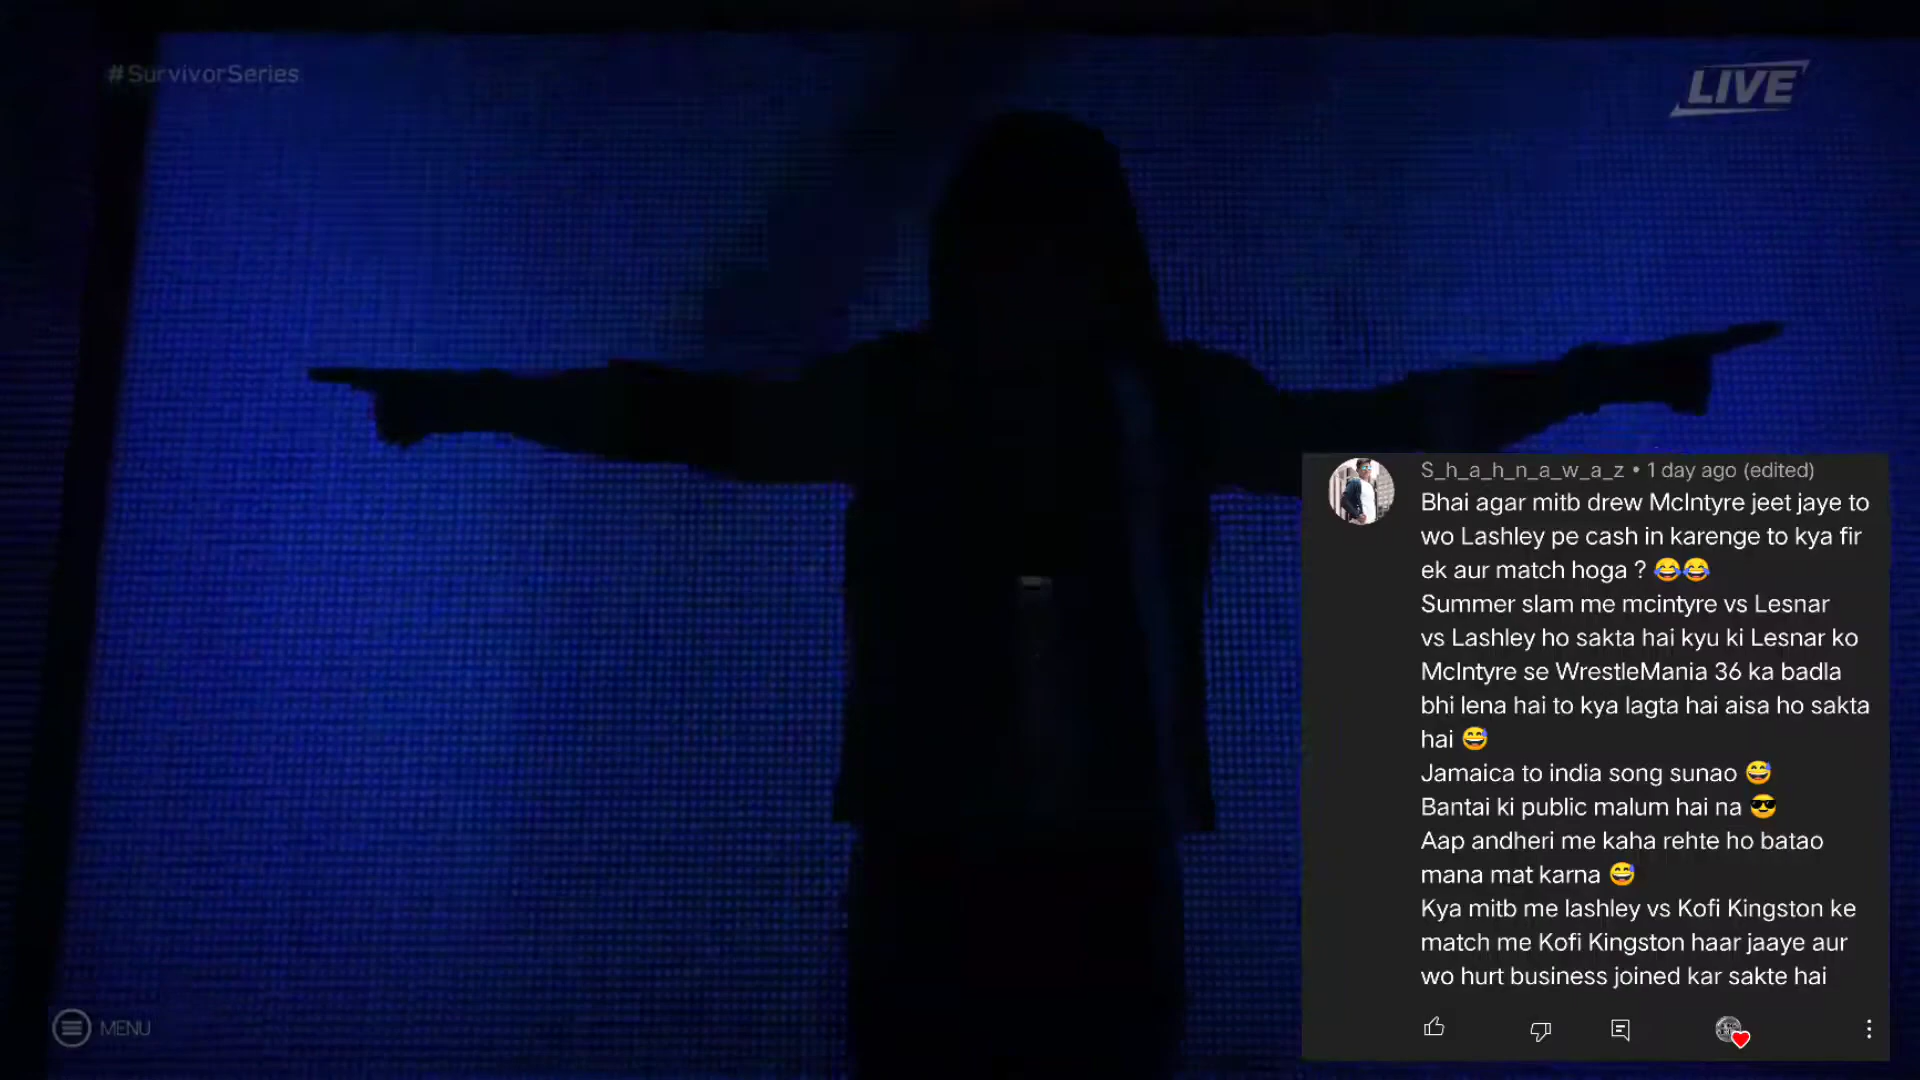 #SurvivorSeries
LIVE
S_h_a_h_n_a_w_a_z • 1 day ago (edited)
Bhai agar mitb drew McIntyre jeet jaye to
wo Lashley pe cash in karenge to kya fir
ek aur match hoga ? 😂😂
Summer slam me mcintyre vs Lesnar
vs Lashley ho sakta hai kyu ki Lesnar ko
McIntyre se WrestleMania 36 ka badla
bhi lena hai to kya lagta hai aisa ho sakta
hai 😅
Jamaica to india song sunao 😅
Bantai ki public malum hai na 😎
Aap andheri me kaha rehte ho batao
mana mat karna 😅
Kya mitb me lashley vs Kofi Kingston ke
match me Kofi Kingston haar jaaye aur
wo hurt business joined kar sakte hai
MENU